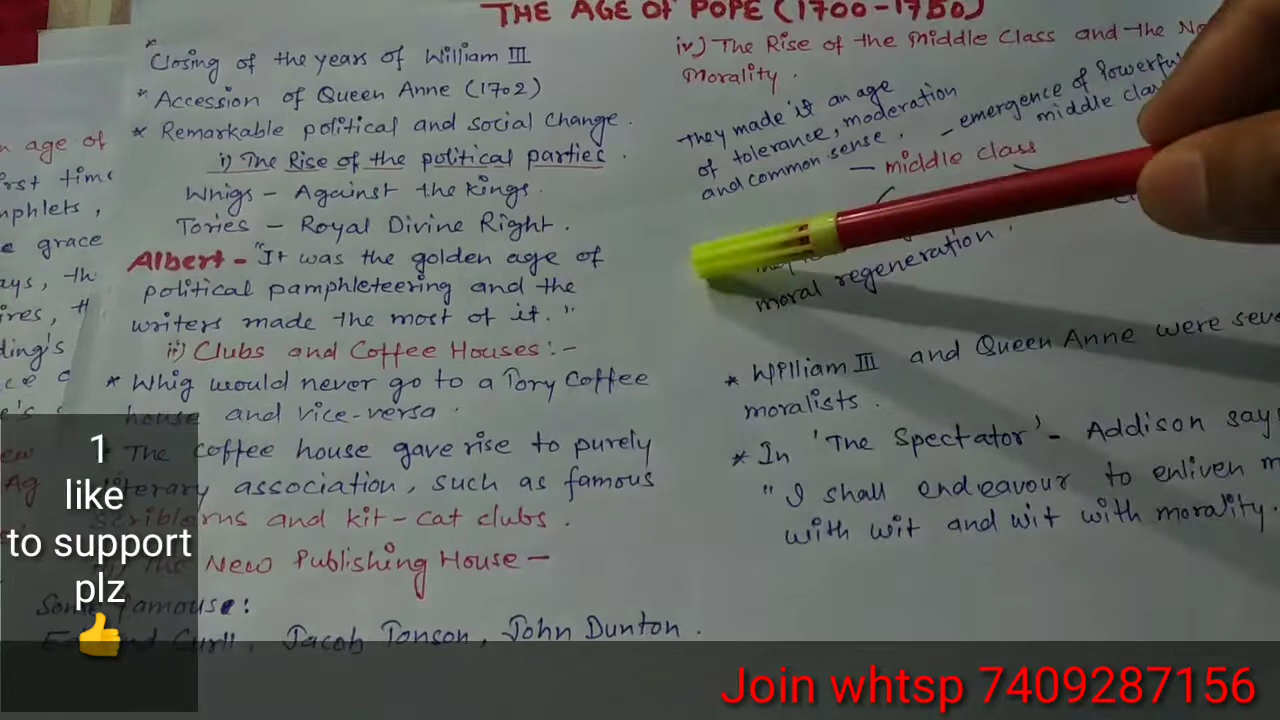 THE AGE OF POPE (1700-1750)
* Closing of the years of William III
* Accession of Queen Anne (1702)
* Remarkable political and social change.
i) The Rise of the political parties.
Whigs - Against the kings.
Tories - Royal Divine Right.
Albert - "It was the golden age of
political pamphleteering and the
writers made the most of it."
ii) Clubs and Coffee Houses:-
* Whig would never go to a Tory Coffee
house and vice-versa.
The coffee house gave rise to purely
literary association, such as famous
and kit-cat clubs.
The New Publishing House -
Some famous:
Curll, Jacob Tonson, John Dunton.
iv) The Rise of the Middle Class and the
Morality.
They made it an age
of tolerance, moderation
and common sense.
- emergence of Powerful
middle
- middle class
moral regeneration.
* William III and Queen Anne were
moralists.
* In 'The Spectator' - Addison say
"I shall endeavour to enliven
with wit and wit with morality.
age of
time
grace
1
like
to support
plz
👍
Join whtsp 7409287156